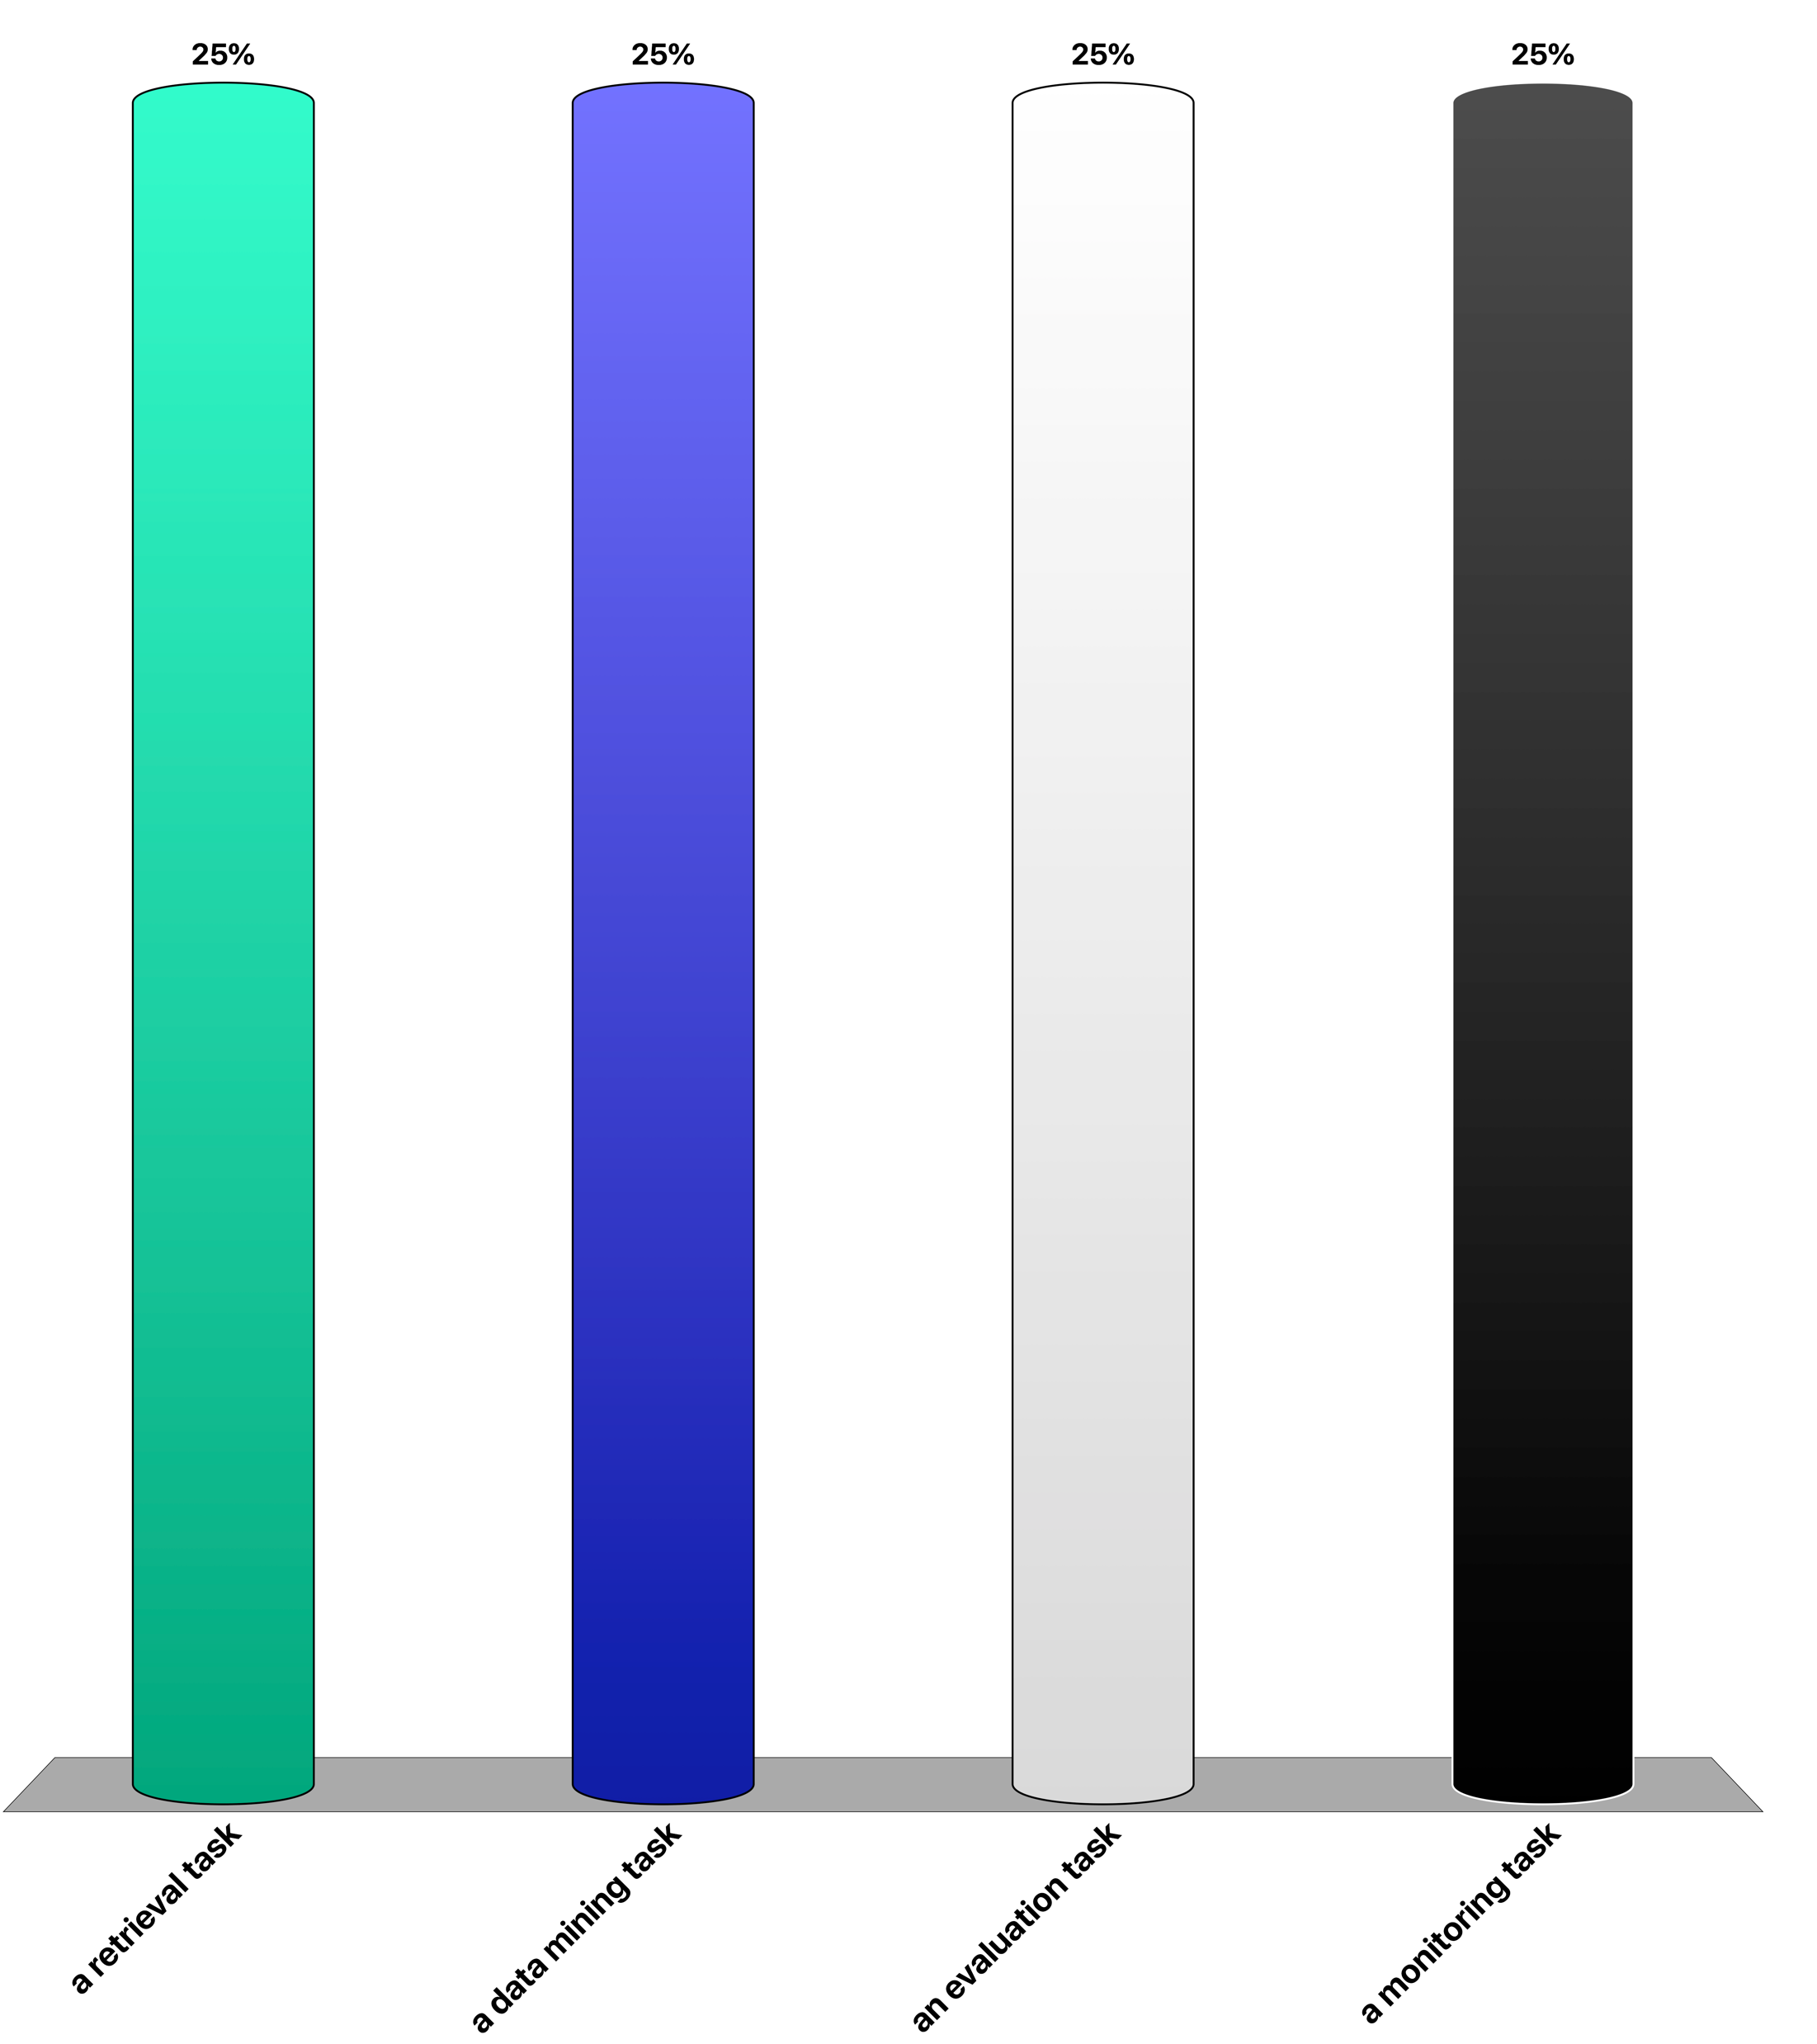 25%
25%
25%
25%
a retrieval task
a data mining task
an evaluation task
a monitoring task